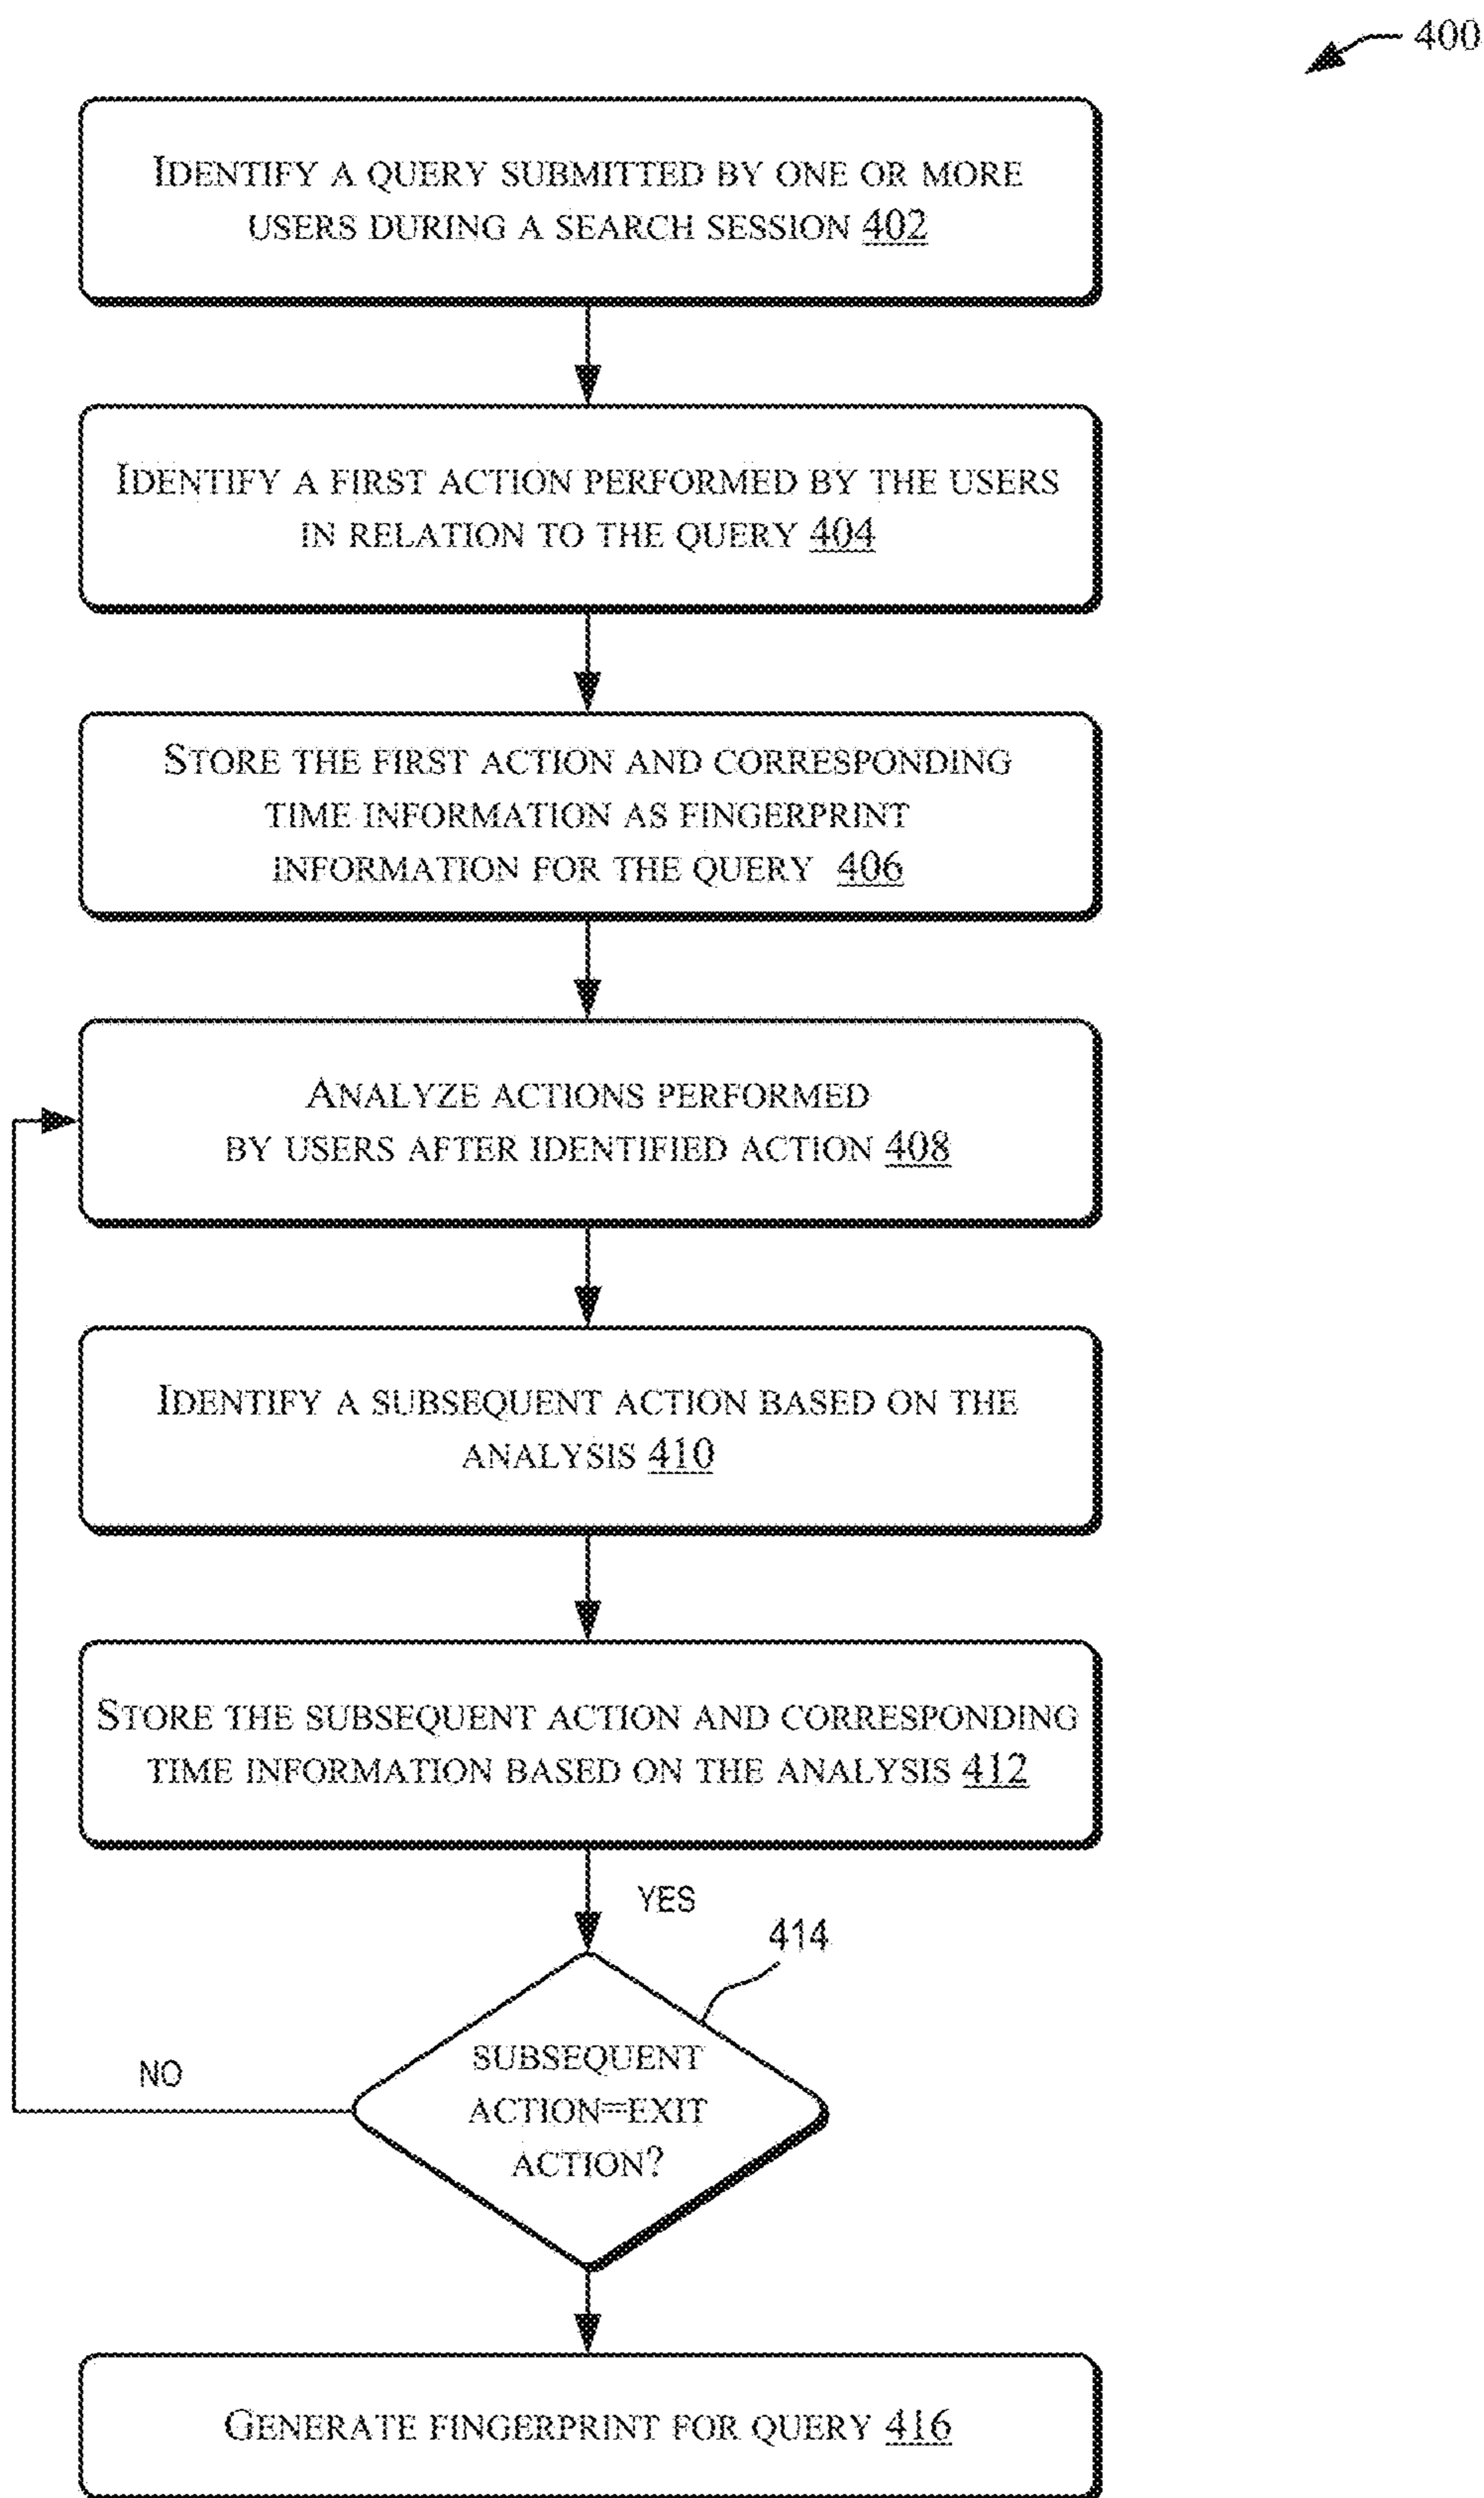 400
IDENTIFY A QUERY SUBMITTED BY ONE OR MORE
USERS DURING A SEARCH SESSION 402
IDENTIFY A FIRST ACTION PERFORMED BY THE USERS
IN RELATION TO THE QUERY 404
STORE THE FIRST ACTION AND CORRESPONDING
TIME INFORMATION AS FINGERPRINT
INFORMATION FOR THE QUERY 406
ANALYZE ACTIONS PERFORMED
BY USERS AFTER IDENTIFIED ACTION 408
IDENTIFY A SUBSEQUENT ACTION BASED ON THE
ANALYSIS 410
STORE THE SUBSEQUENT ACTION AND CORRESPONDING
TIME INFORMATION BASED ON THE ANALYSIS 412
YES
414
SUBSEQUENT
ACTION=EXIT
ACTION?
NO
GENERATE FINGERPRINT FOR QUERY 416